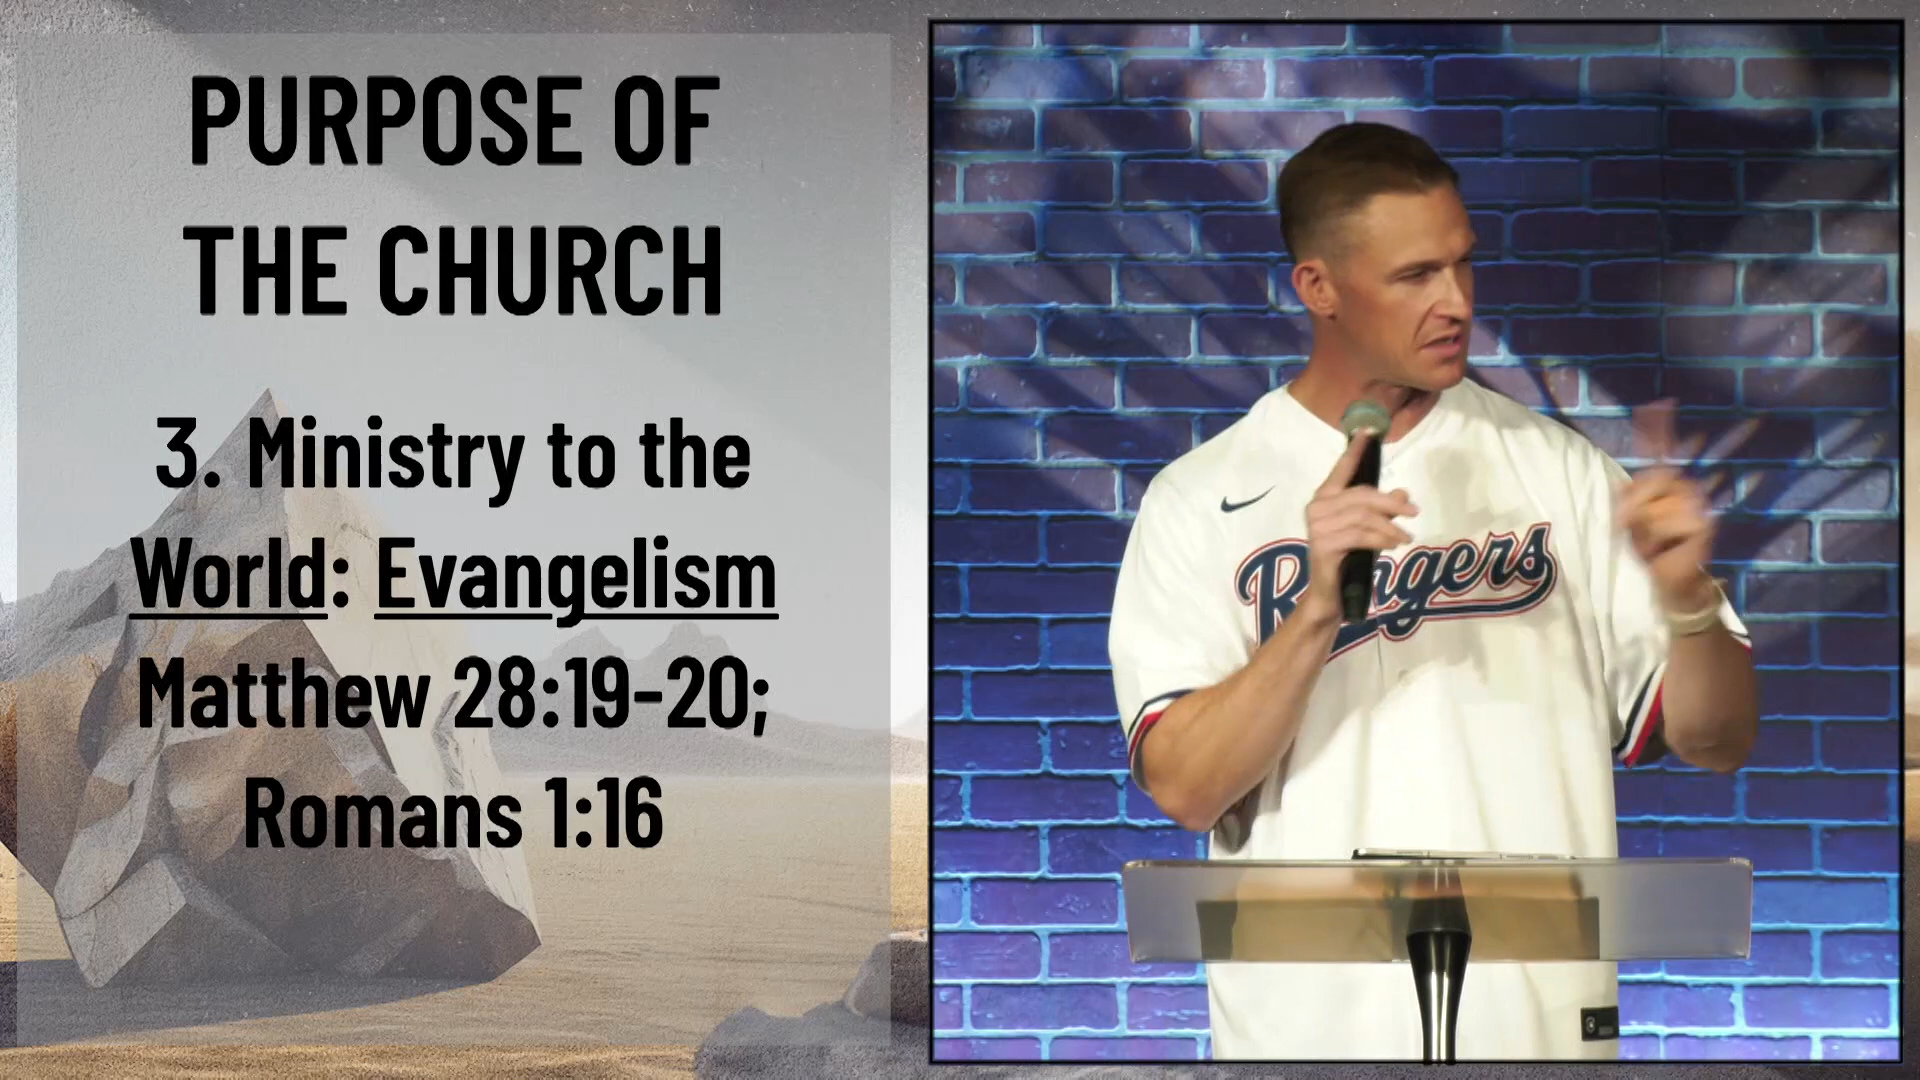 PURPOSE OF
THE CHURCH
3. Ministry to the
World: Evangelism
Matthew 28:19-20;
Romans 1:16
Rangers